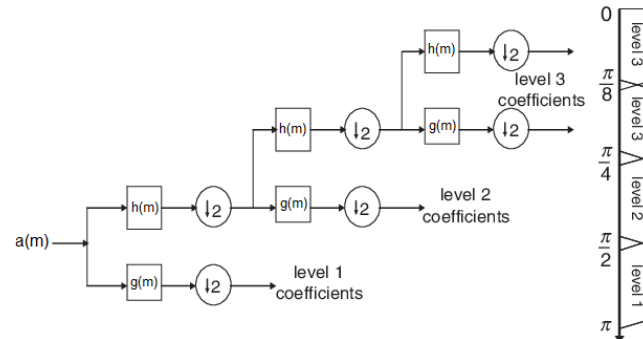 h(m)
↓2
level 3
coefficients
h(m)
↓2
g(m)
↓2
h(m)
↓2
g(m)
↓2
level 2
coefficients
a(m)
g(m)
↓2
level 1
coefficients
0
level 3
π/8
level 3
π/4
level 2
π/2
level 1
π